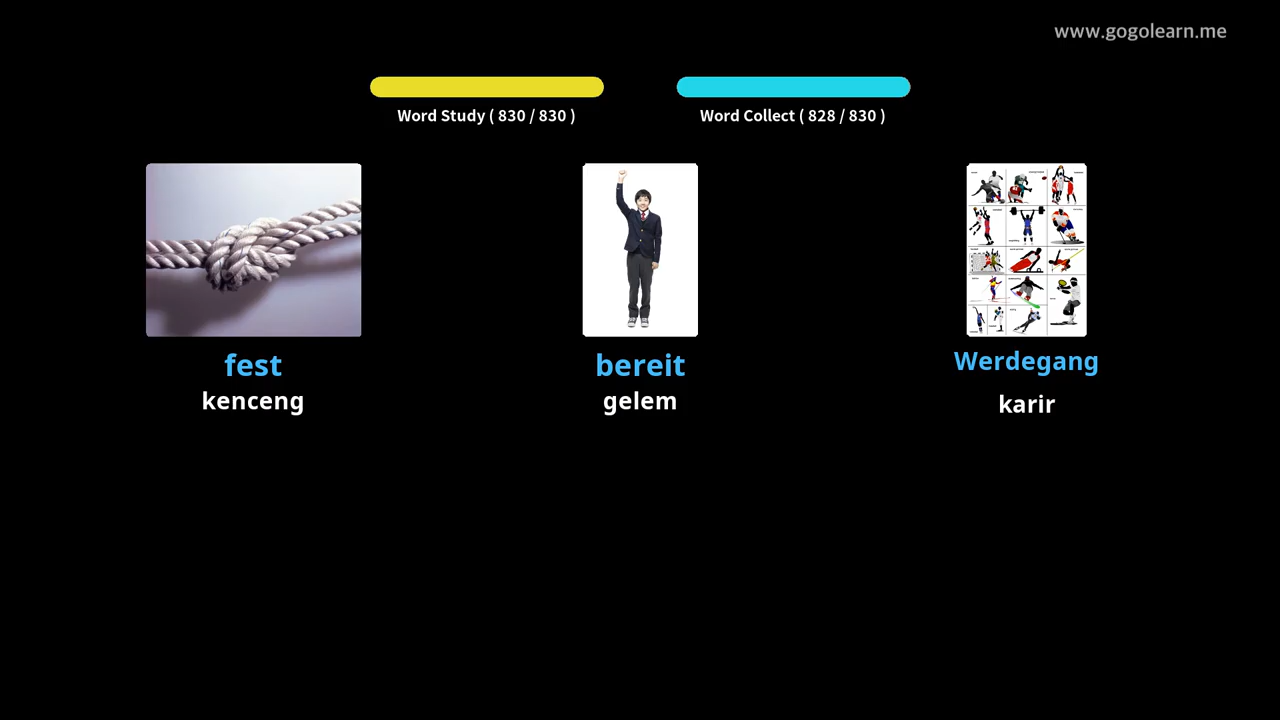 www.gogolearn.me
Word Study ( 830 / 830 )
Word Collect ( 828 / 830 )
fest
kenceng
bereit
gelem
Werdegang
karir